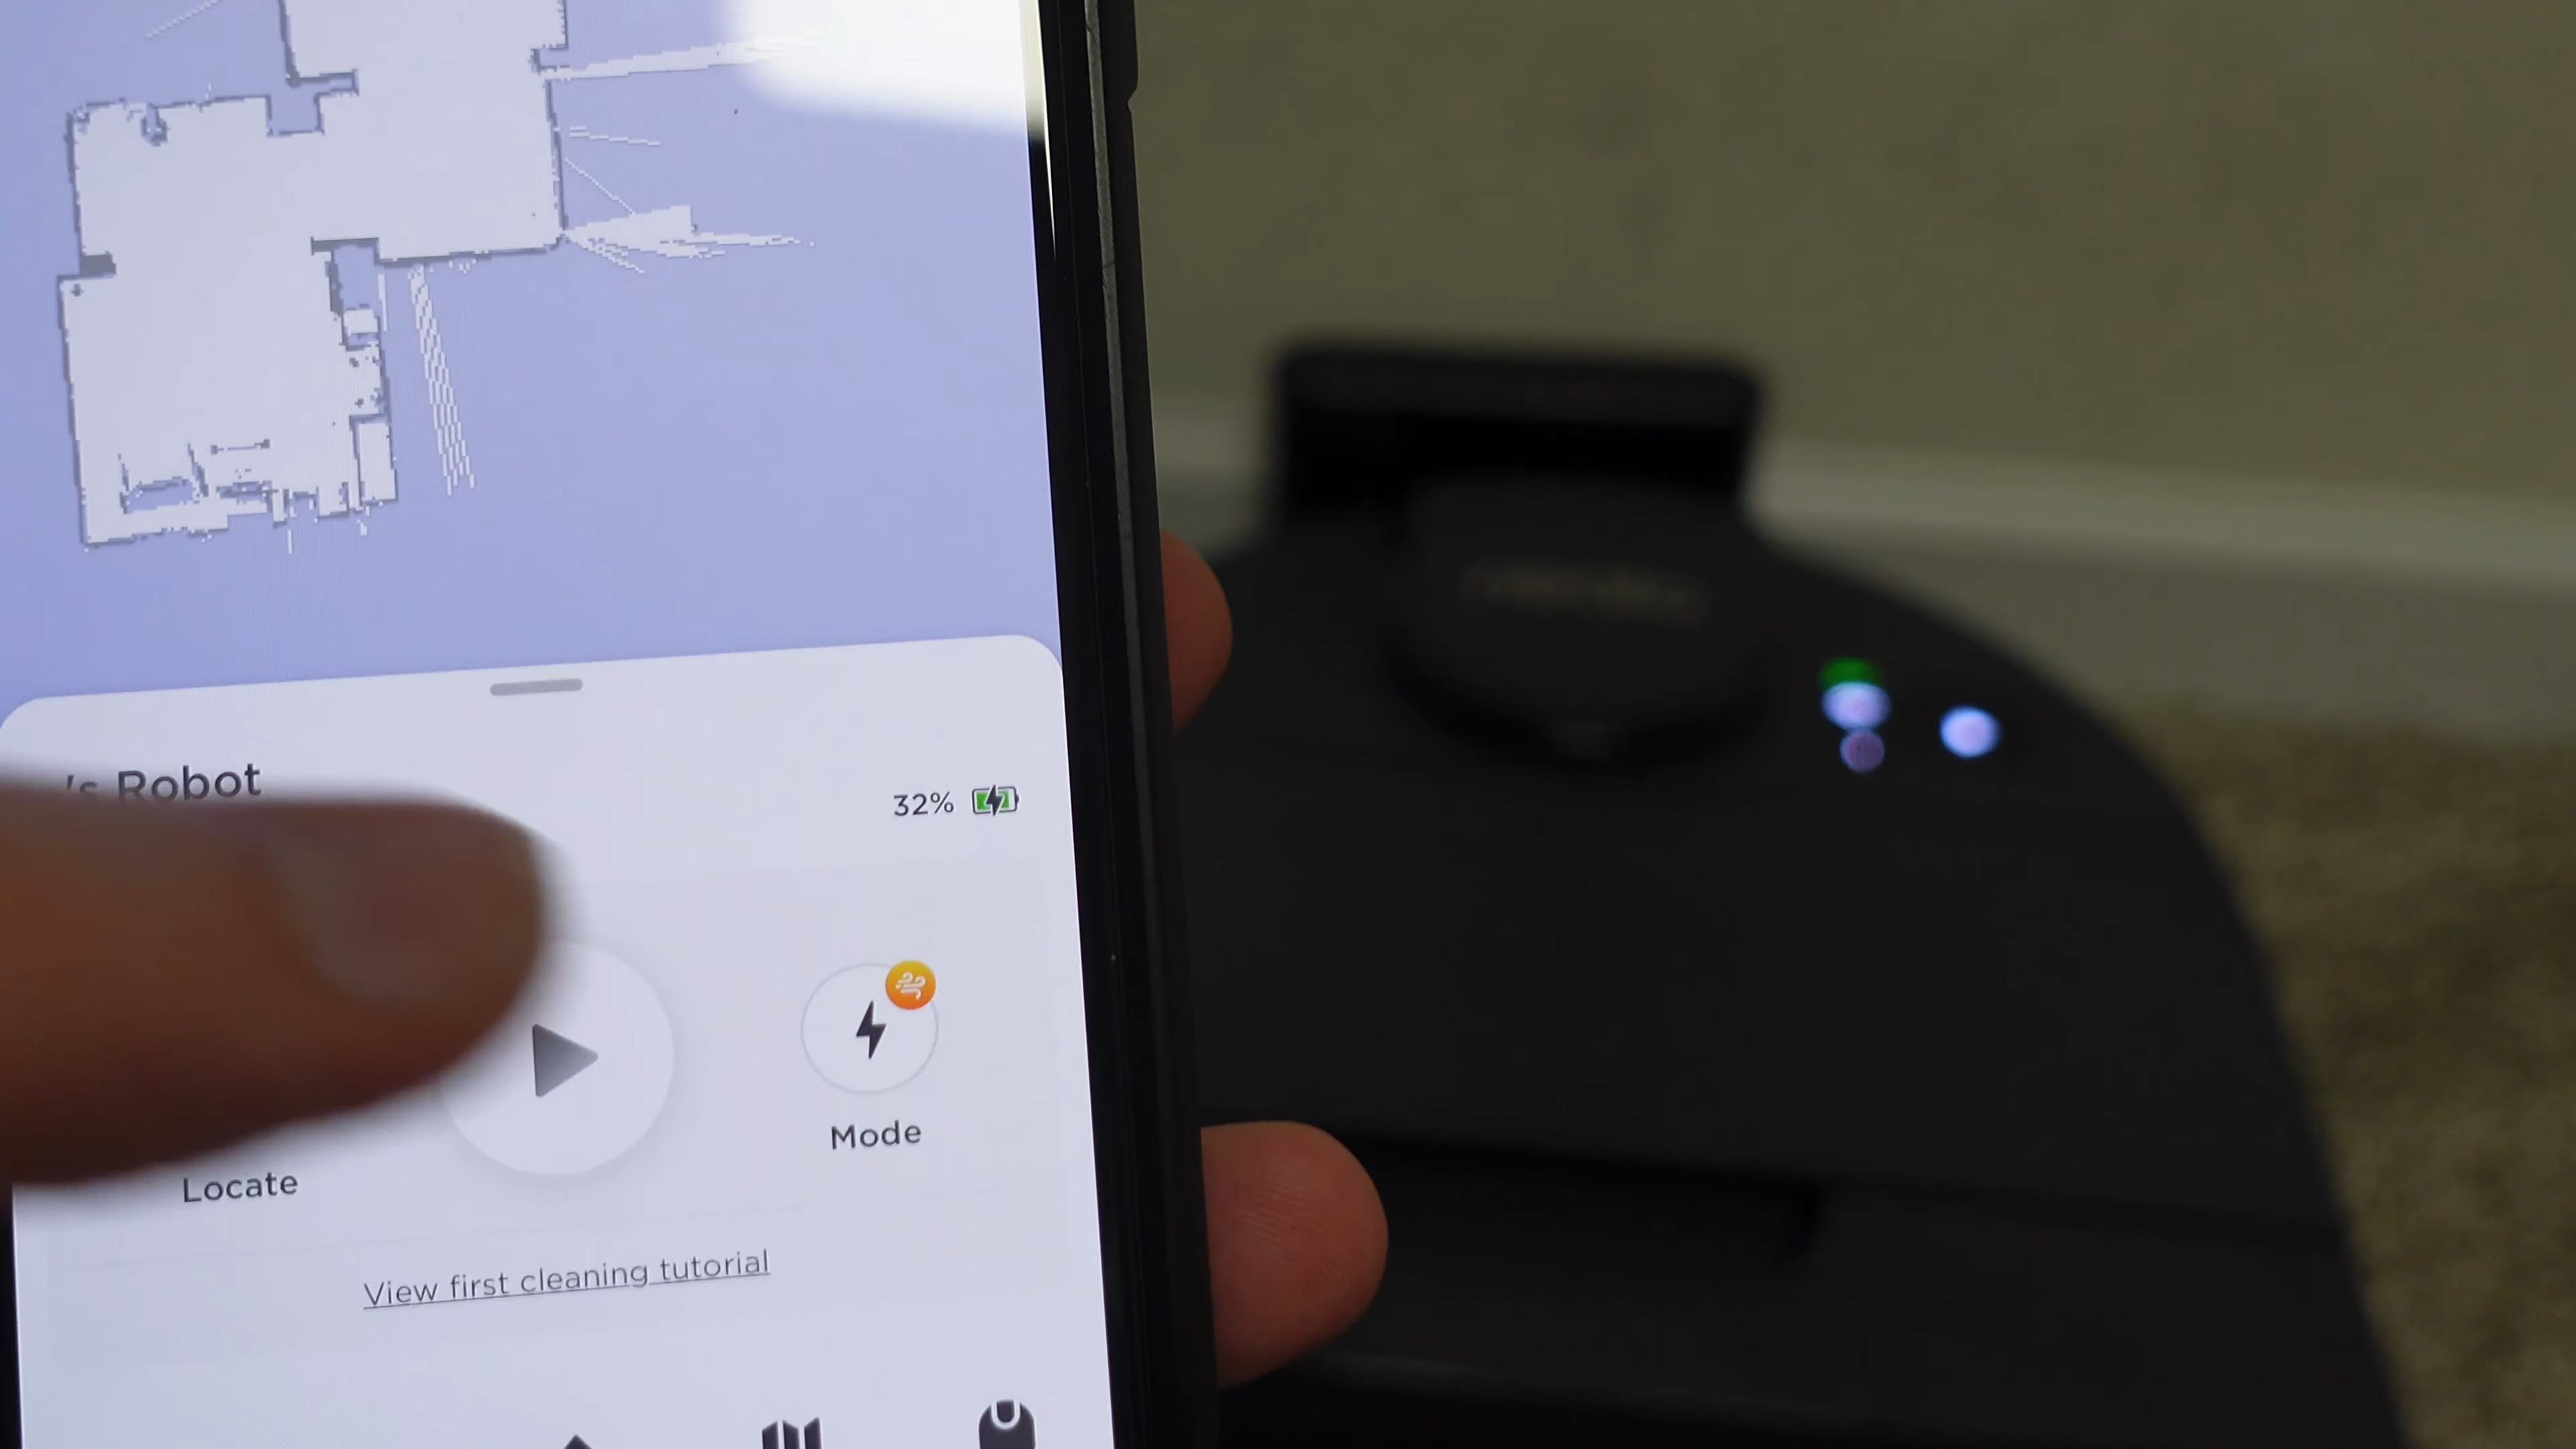 's Robot
32%
Mode
Locate
View first cleaning tutorial